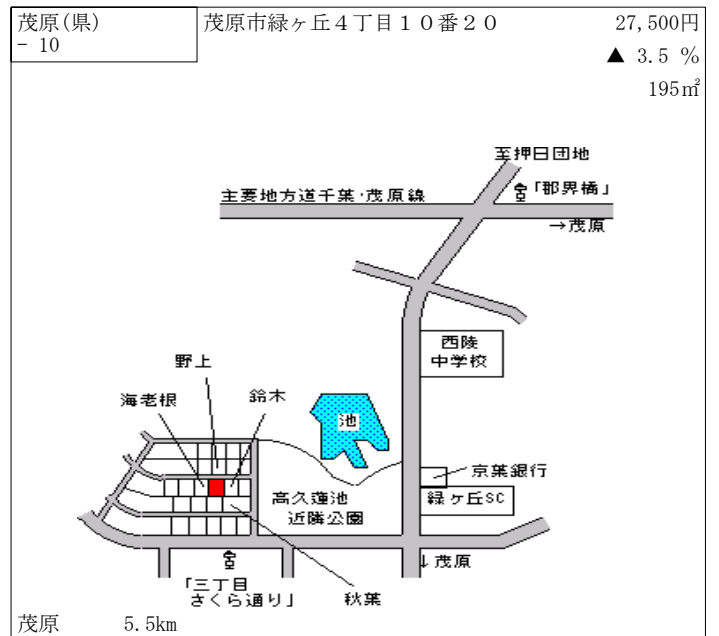 茂原(県)
- 10
茂原市緑ヶ丘4丁目10番20
27,500円
▲ 3.5 %
195㎡
至押日団地
主要地方道千葉・茂原線
「郡界橋」
→茂原
西陵
中学校
野上
海老根
鈴木
池
京葉銀行
緑ヶ丘SC
高久蓮池
近隣公園
↓茂原
「三丁目
さくら通り」
秋葉
茂原 5.5km